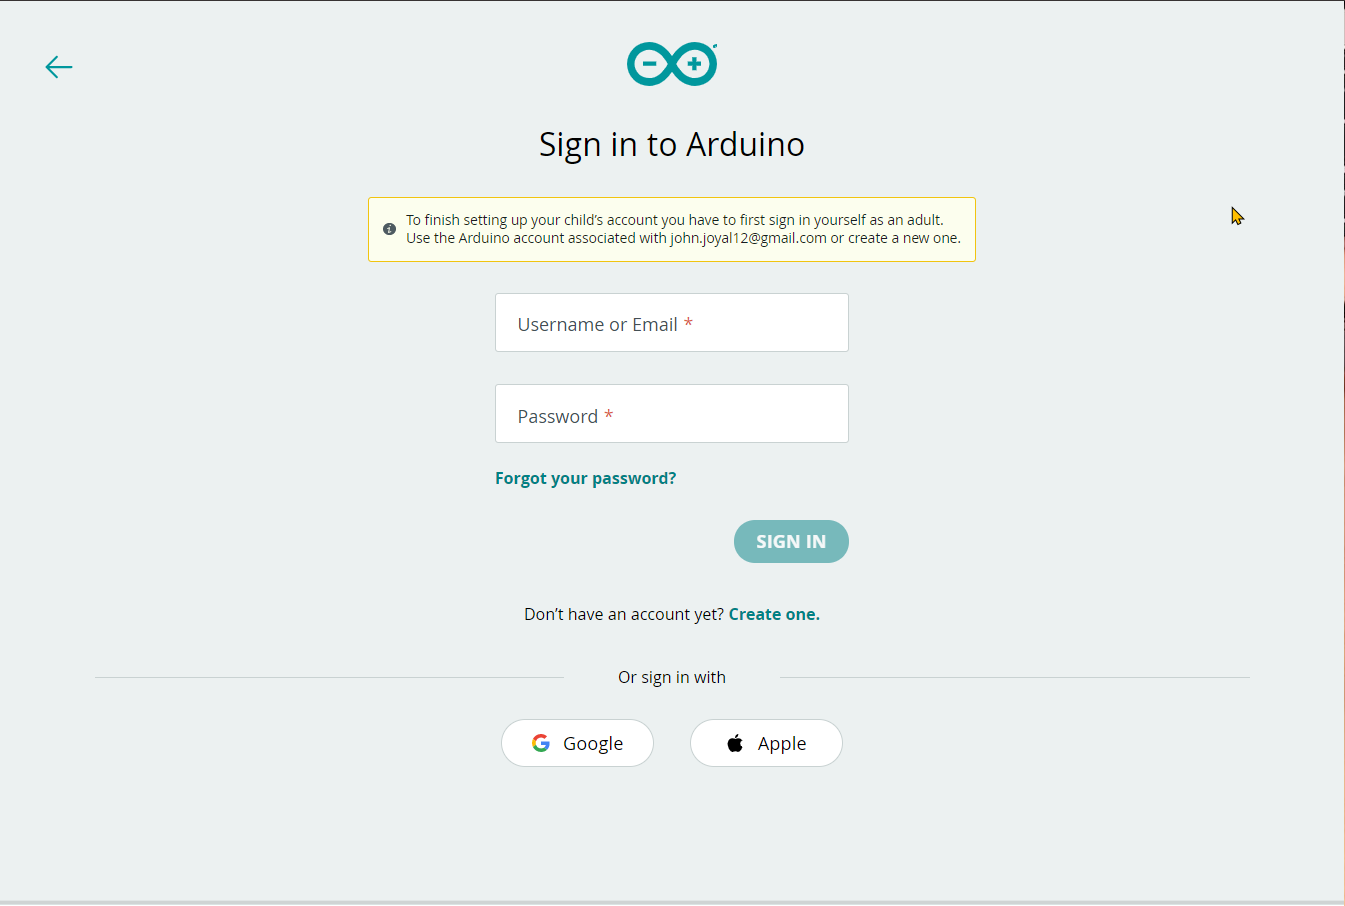 Sign in to Arduino
To finish setting up your child’s account you have to first sign in yourself as an adult.
Use the Arduino account associated with john.joyal12@gmail.com or create a new one.
Username or Email *
Password *
Forgot your password?
SIGN IN
Don’t have an account yet? Create one.
Or sign in with
Google
Apple